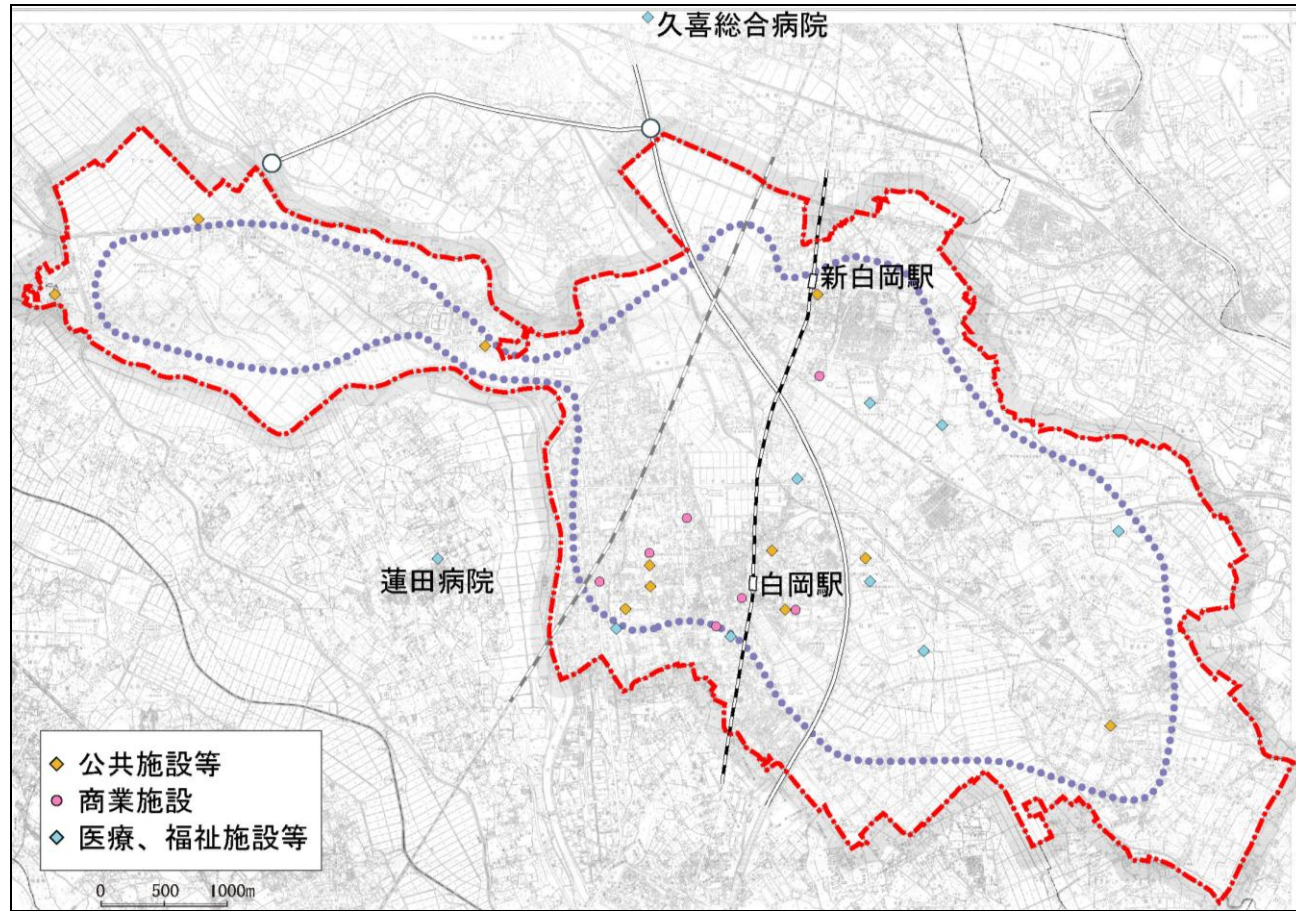 久喜総合病院
新白岡駅
蓮田病院
白岡駅
公共施設等
商業施設
医療、福祉施設等
0 500 1000m